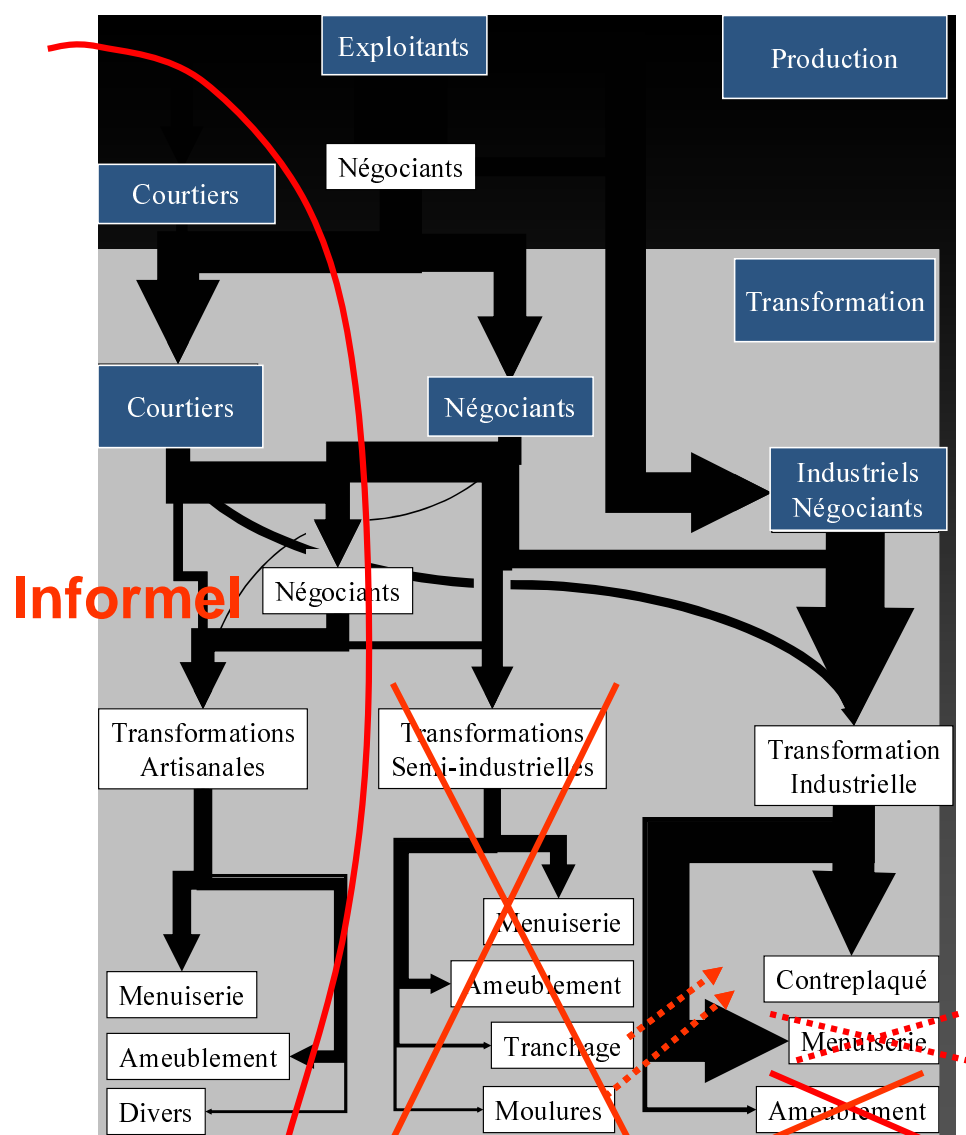 Exploitants
Production
Négociants
Courtiers
Transformation
Courtiers
Négociants
Industriels
Négociants
Informel
Négociants
Transformations
Artisanales
Transformations
Semi-industrielles
Transformation
Industrielle
Menuiserie
Ameublement
Divers
Menuiserie
Ameublement
Tranchage
Moulures
Contreplaqué
Menuiserie
Ameublement